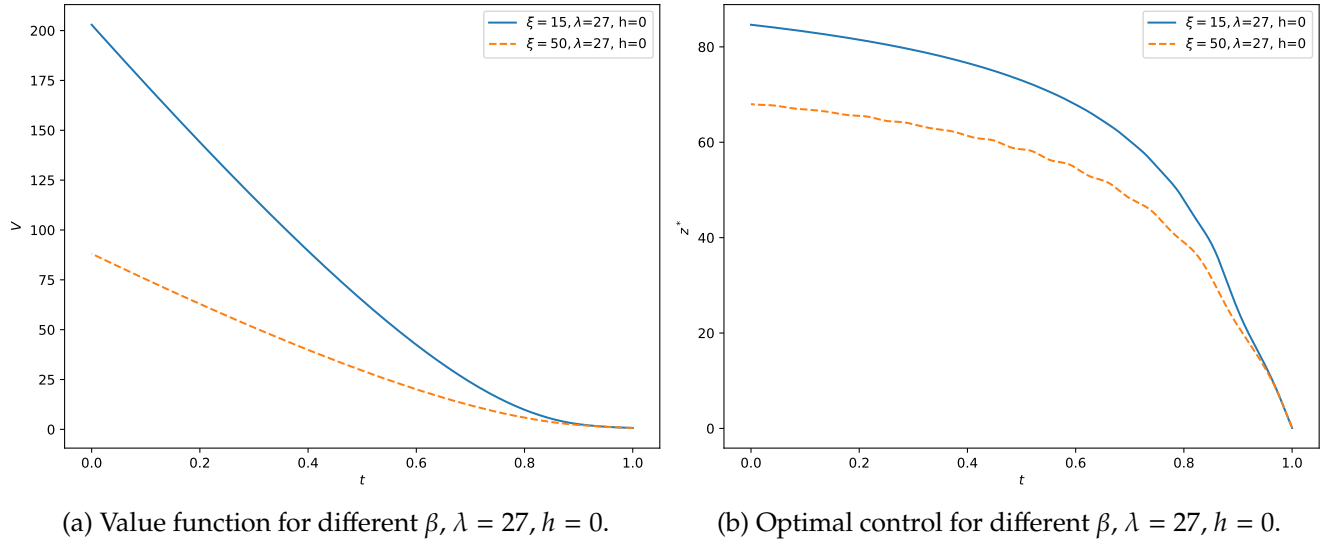 200
175
150
125
100
75
50
25
0
V
0.0 0.2 0.4 0.6 0.8 1.0
t
ξ = 15, λ=27, h=0
ξ = 50, λ=27, h=0
(a) Value function for different β, λ = 27, h = 0.
80
60
40
20
0
z*
0.0 0.2 0.4 0.6 0.8 1.0
t
ξ = 15, λ=27, h=0
ξ = 50, λ=27, h=0
(b) Optimal control for different β, λ = 27, h = 0.